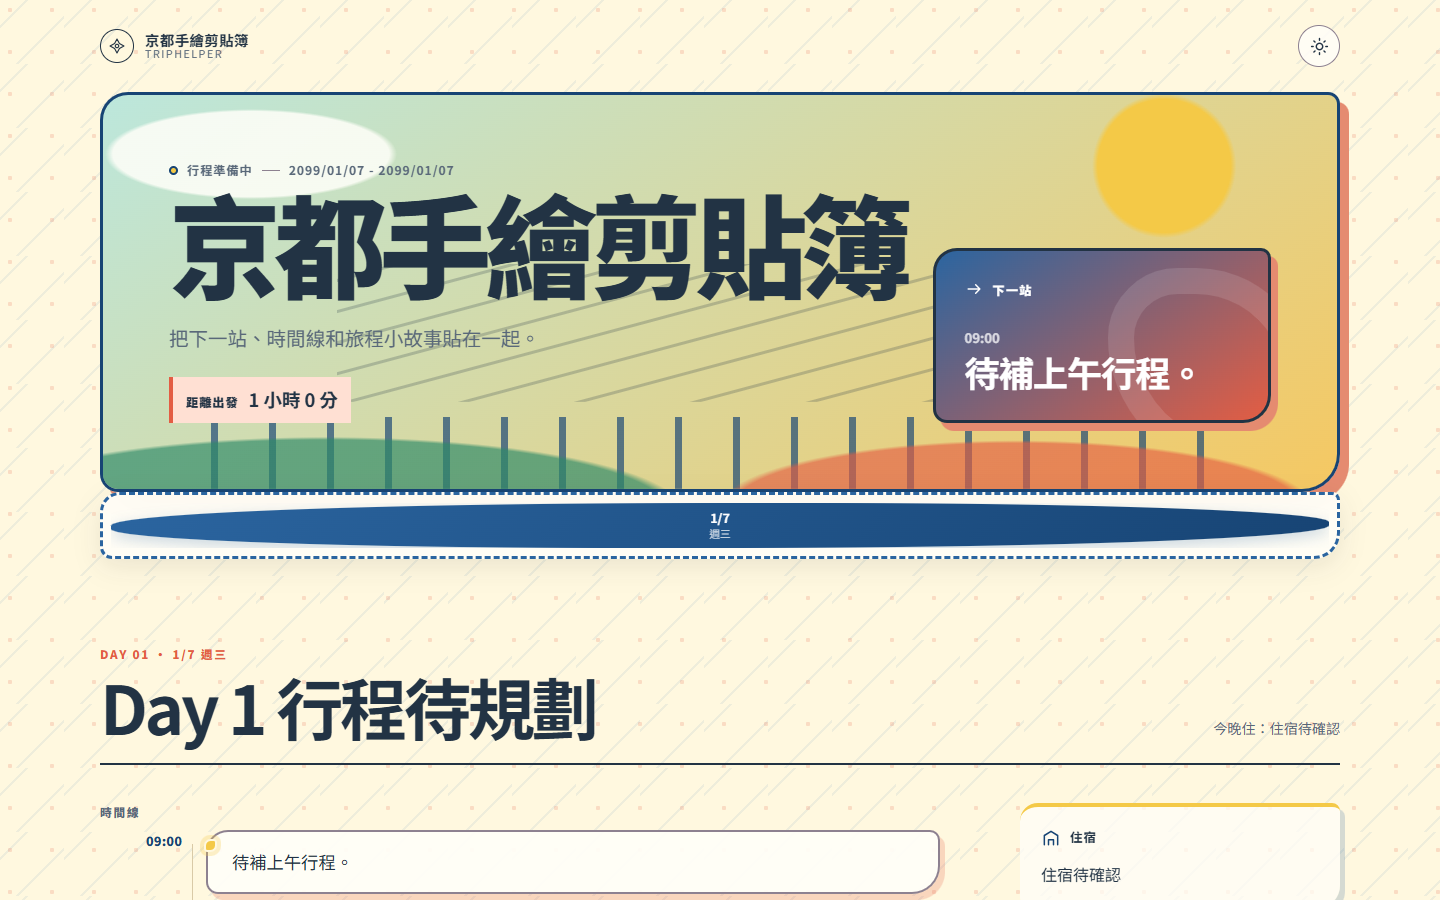 京都手繪剪貼簿
TRIPHELPER
行程準備中 — 2099/01/07 - 2099/01/07
京都手繪剪貼簿
把下一站、時間線和旅程小故事貼在一起。
距離出發 1 小時 0 分
→ 下一站
09:00
待補上午行程。
1/7
週三
DAY 01 · 1/7 週三
Day 1 行程待規劃
今晚住：住宿待確認
時間線
09:00
待補上午行程。
住宿
住宿待確認